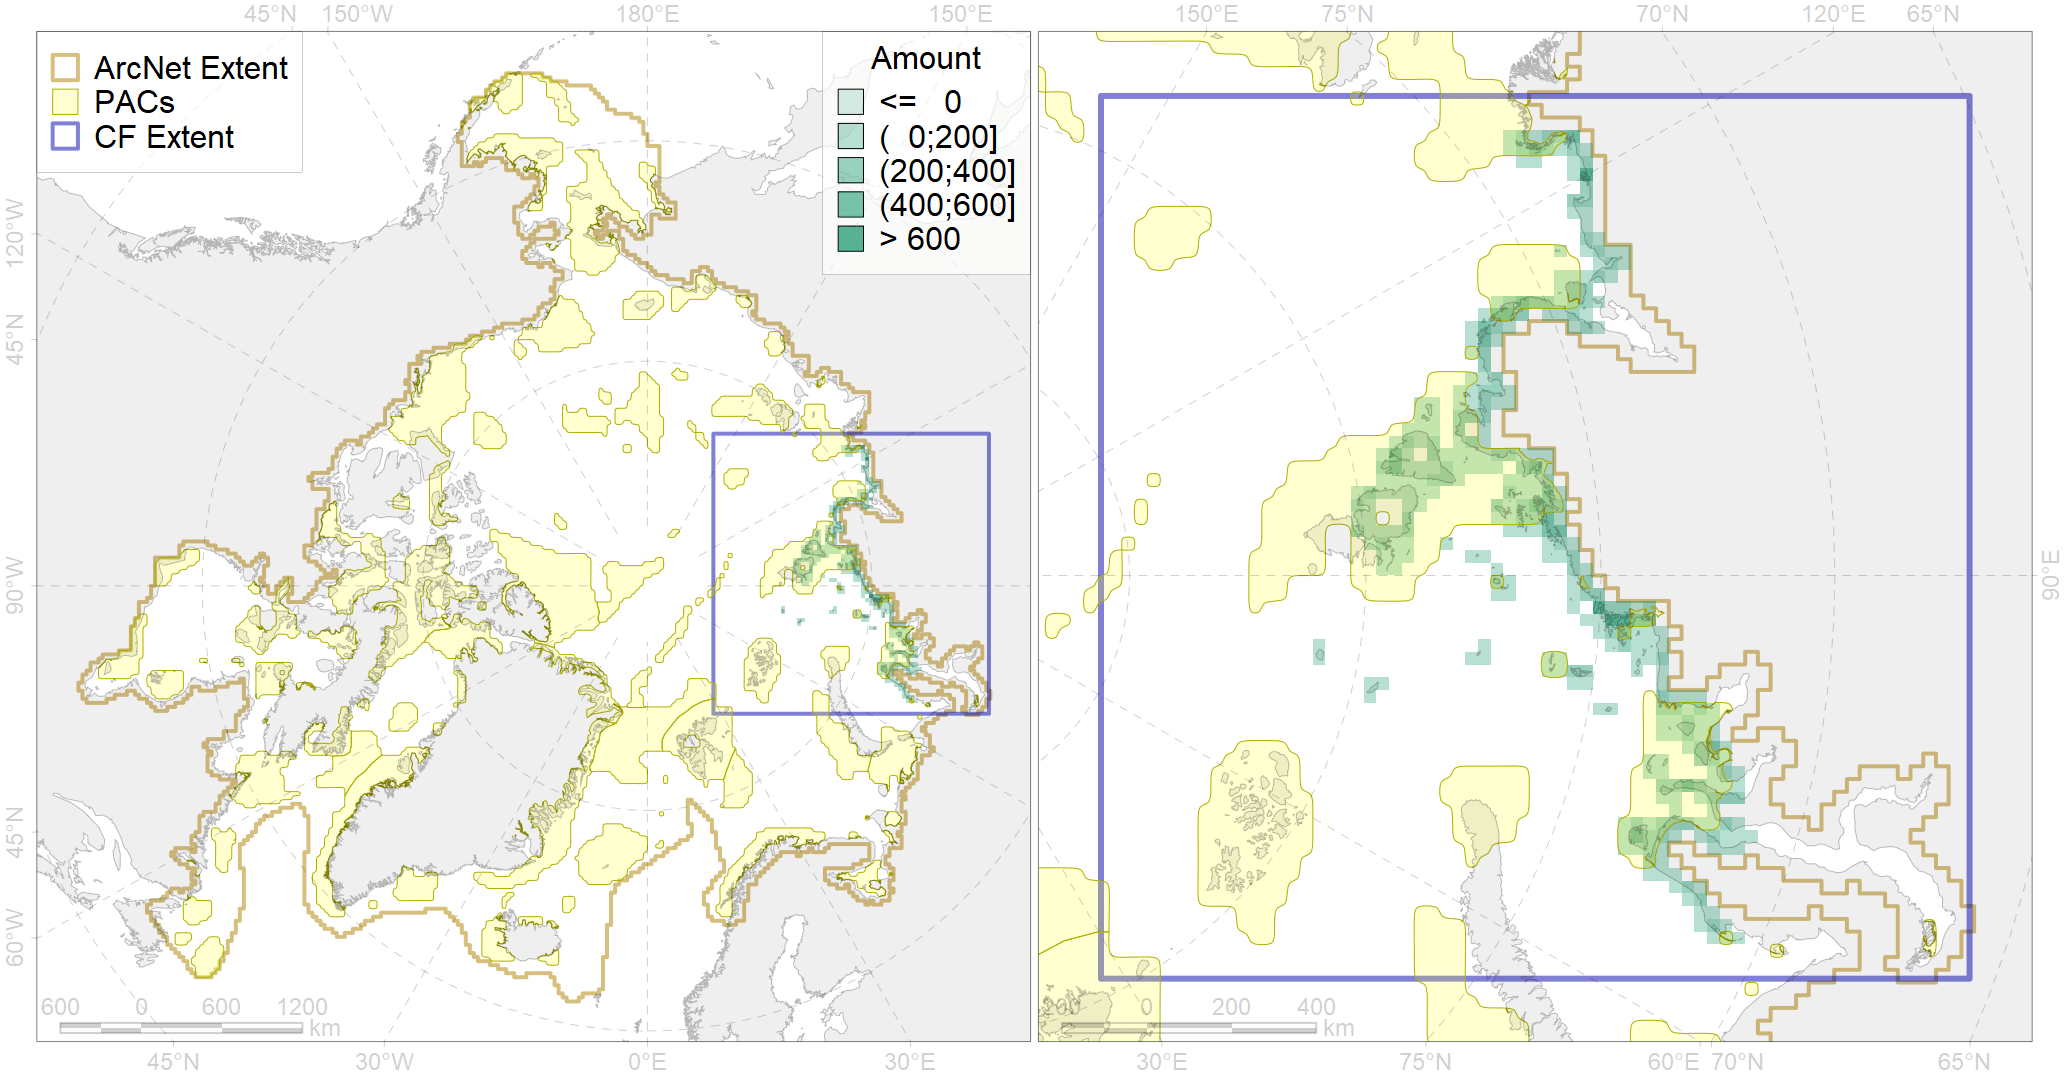 45°N 150°W 180°E 150°E 150°E 75°N 70°N 120°E 65°N
ArcNet Extent
PACs
CF Extent
Amount
<= 0
( 0;200]
(200;400]
(400;600]
> 600
120°W
45°N
90°W
45°N
60°W
90°E
600 0 600 1200
km
200 0 200 400
km
45°N 30°W 0°E 30°E 30°E 75°N 60°E 70°N 65°N